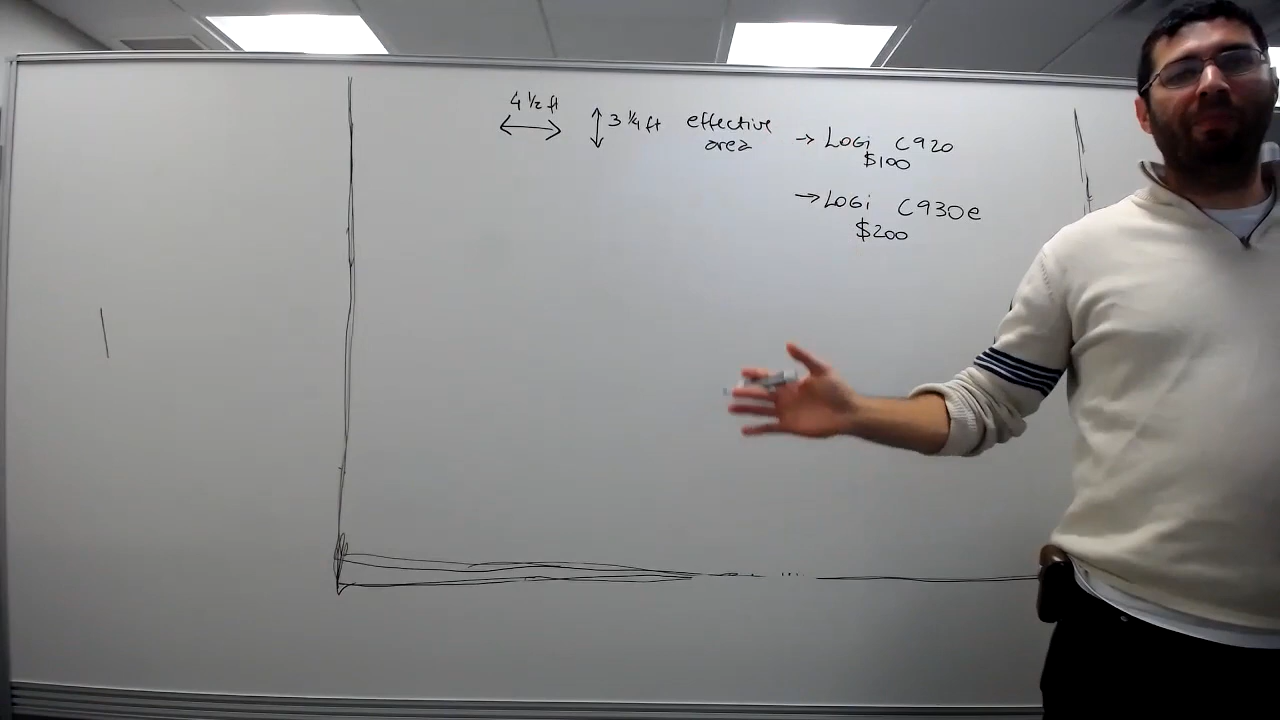 4 ½ ft
3 ¼ ft effective
area
→ LOGi C920
$100
→ LOGi C930e
$200